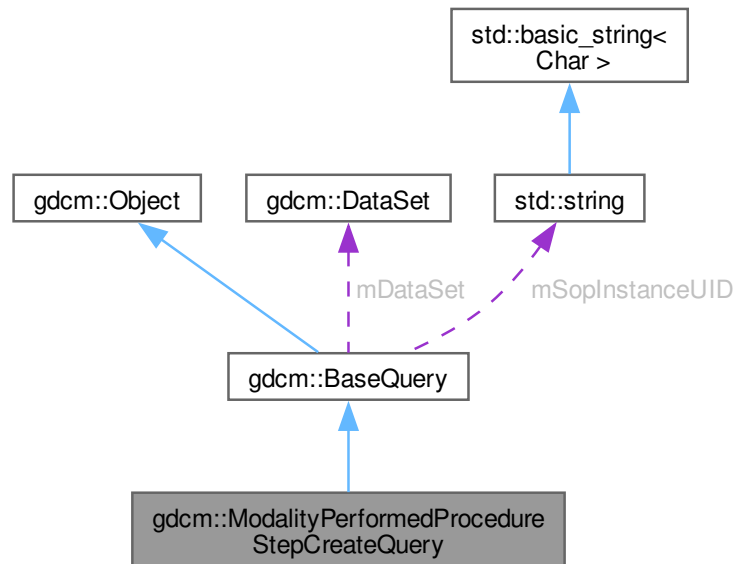 std::basic_string<
Char >
gdcm::Object
gdcm::DataSet
std::string
mDataSet
mSopInstanceUID
gdcm::BaseQuery
gdcm::ModalityPerformedProcedure
StepCreateQuery